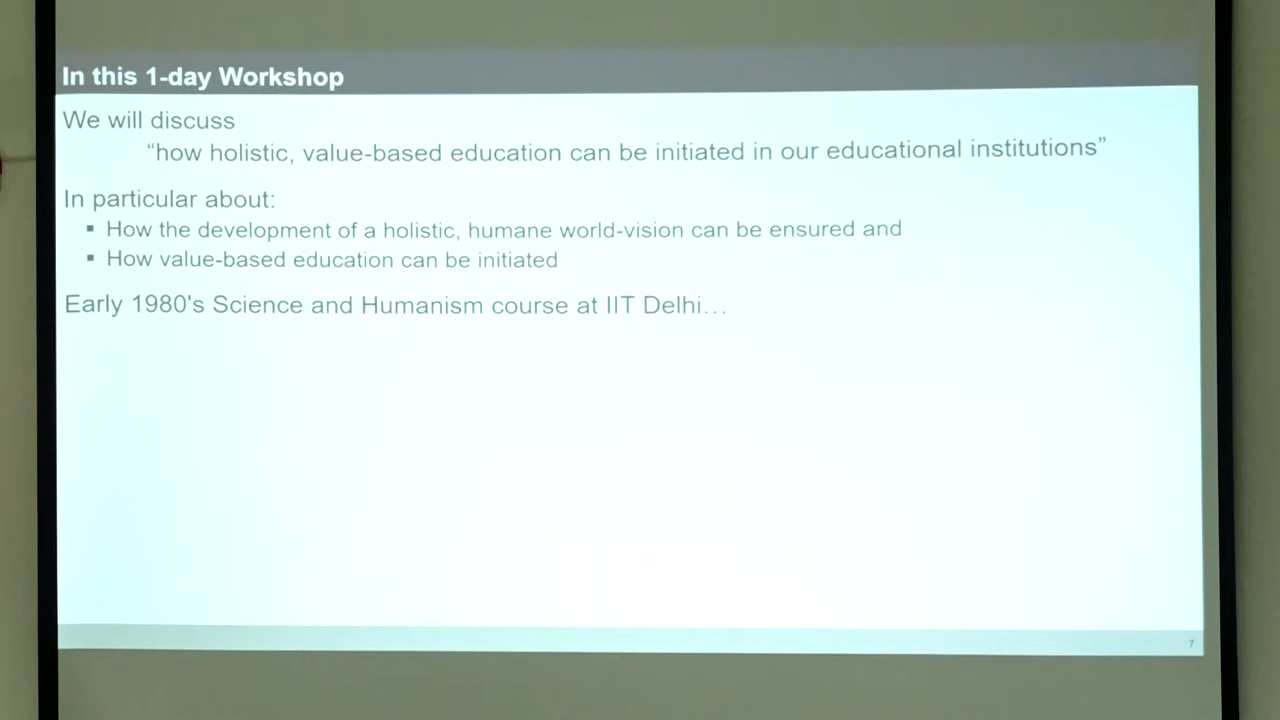 In this 1-day Workshop
We will discuss
“how holistic, value-based education can be initiated in our educational institutions”
In particular about:
▪ How the development of a holistic, humane world-vision can be ensured and
▪ How value-based education can be initiated
Early 1980's Science and Humanism course at IIT Delhi…
7